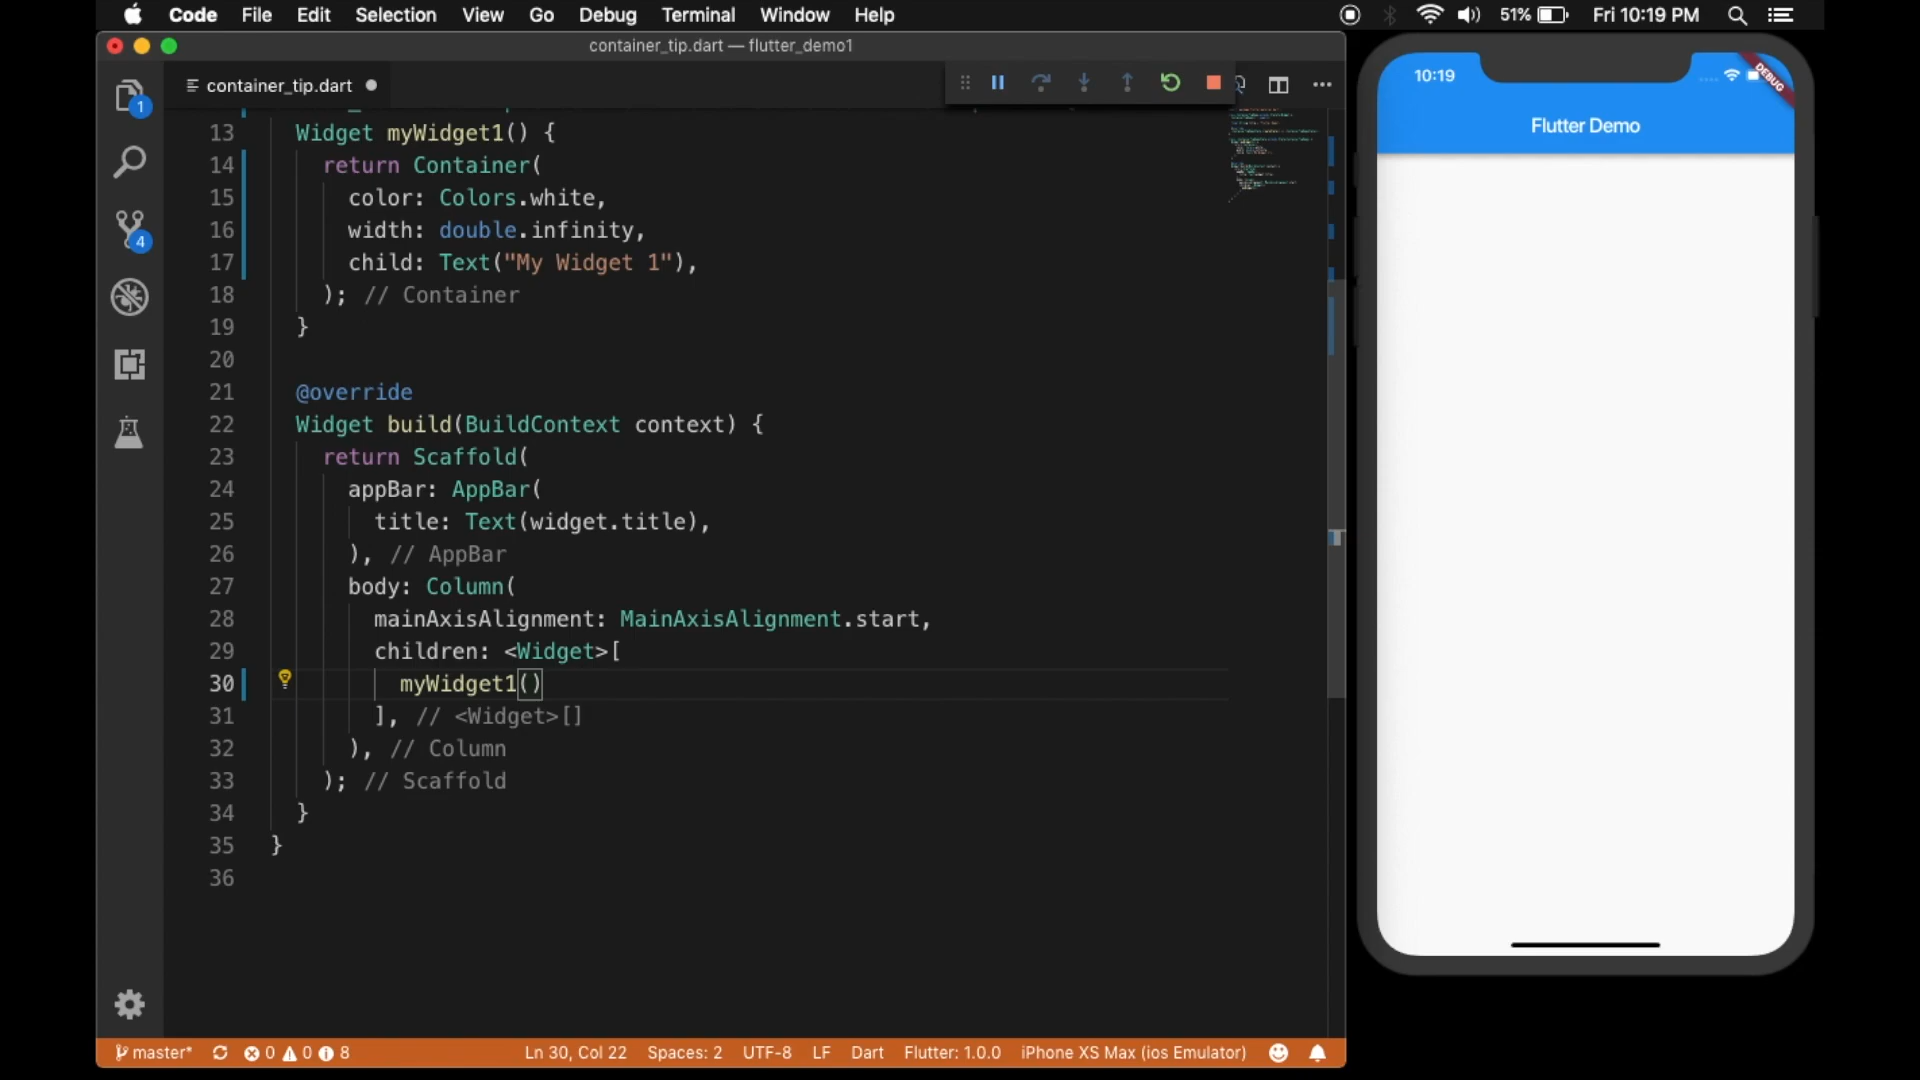 Code File Edit Selection View Go Debug Terminal Window Help 51% Fri 10:19 PM
container_tip.dart — flutter_demo1
1
4
container_tip.dart
13 Widget myWidget1() {
14 return Container(
15 color: Colors.white,
16 width: double.infinity,
17 child: Text("My Widget 1"),
18 ); // Container
19 }
20
21 @override
22 Widget build(BuildContext context) {
23 return Scaffold(
24 appBar: AppBar(
25 title: Text(widget.title),
26 ), // AppBar
27 body: Column(
28 mainAxisAlignment: MainAxisAlignment.start,
29 children: <Widget>[
30 myWidget1()
31 ], // <Widget>[]
32 ), // Column
33 ); // Scaffold
34 }
35 }
36
master* 0 0 8 Ln 30, Col 22 Spaces: 2 UTF-8 LF Dart Flutter: 1.0.0 iPhone XS Max (ios Emulator)
10:19
DEBUG
Flutter Demo